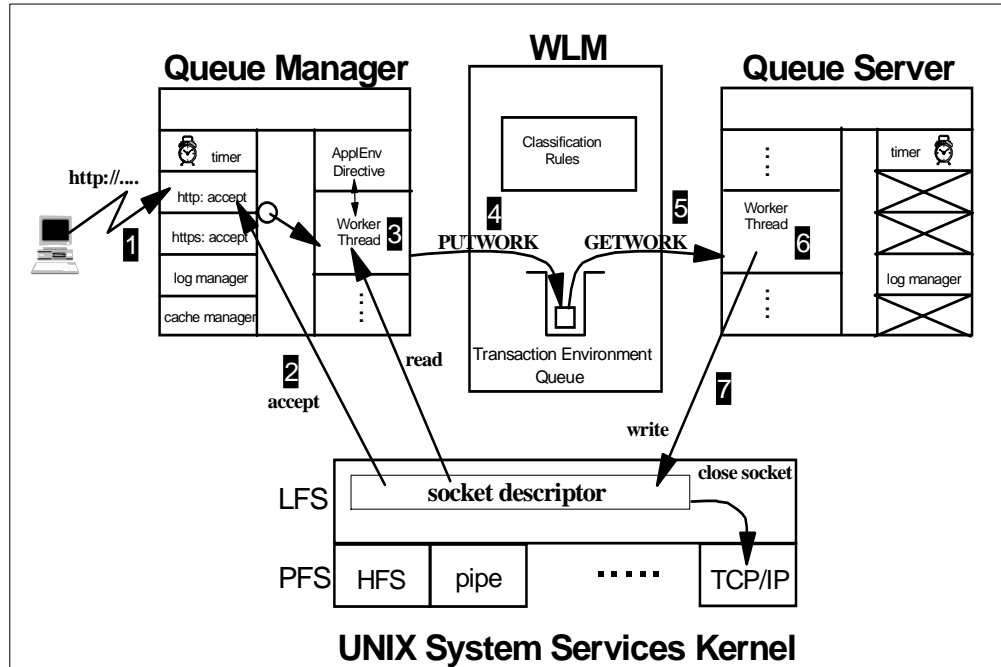 WLM
Queue Manager
Queue Server
timer
ApplEnv
Directive
Classification
Rules
timer
http://....
http: accept
1
Worker
Thread
3
4
5
Worker
Thread
6
https: accept
PUTWORK
GETWORK
log manager
log manager
cache manager
Transaction Environment
Queue
2
accept
read
7
write
close socket
LFS
socket descriptor
PFS
HFS
pipe
......
TCP/IP
UNIX System Services Kernel